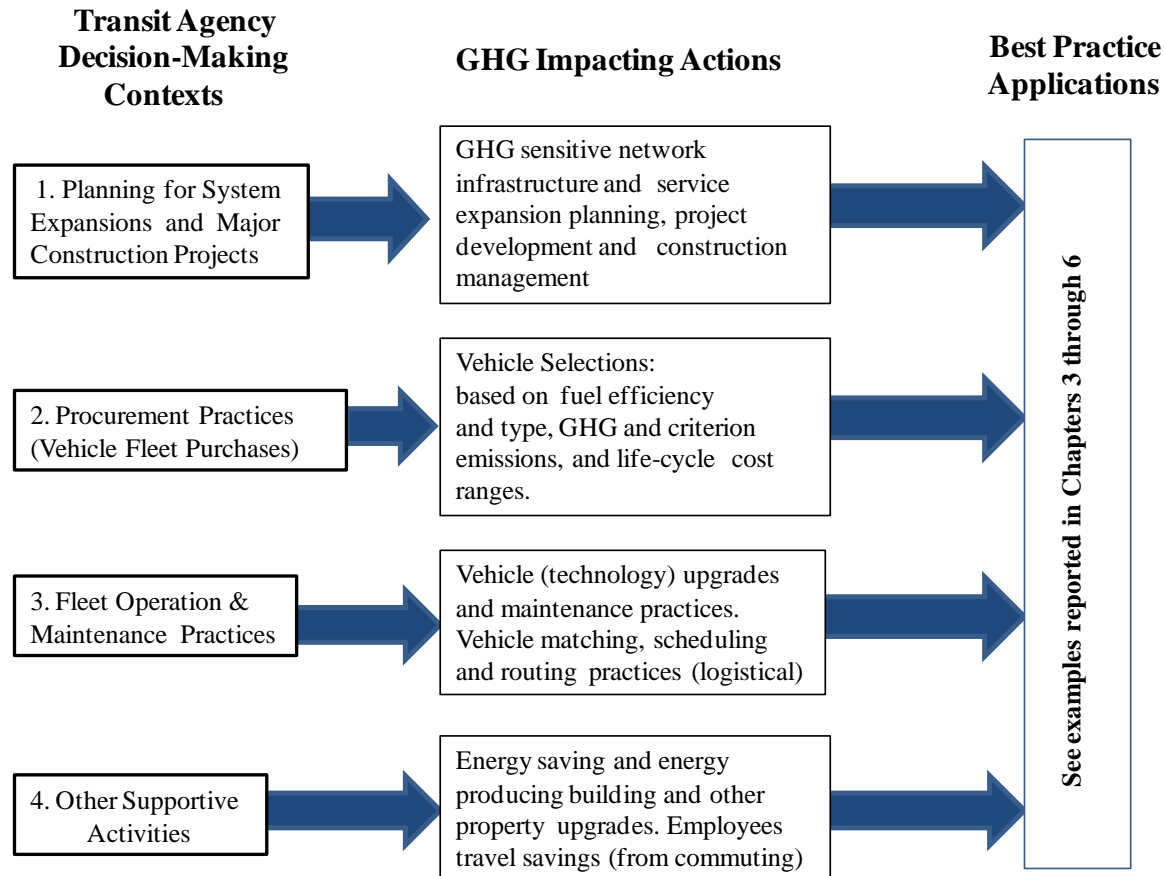 Transit Agency
Decision-Making
Contexts
GHG Impacting Actions
Best Practice
Applications
1. Planning for System
Expansions and Major
Construction Projects
GHG sensitive network
infrastructure and service
expansion planning, project
development and construction
management
2. Procurement Practices
(Vehicle Fleet Purchases)
Vehicle Selections:
based on fuel efficiency
and type, GHG and criterion
emissions, and life-cycle cost
ranges.
3. Fleet Operation &
Maintenance Practices
Vehicle (technology) upgrades
and maintenance practices.
Vehicle matching, scheduling
and routing practices (logistical)
4. Other Supportive
Activities
Energy saving and energy
producing building and other
property upgrades. Employees
travel savings (from commuting)
See examples reported in Chapters 3 through 6